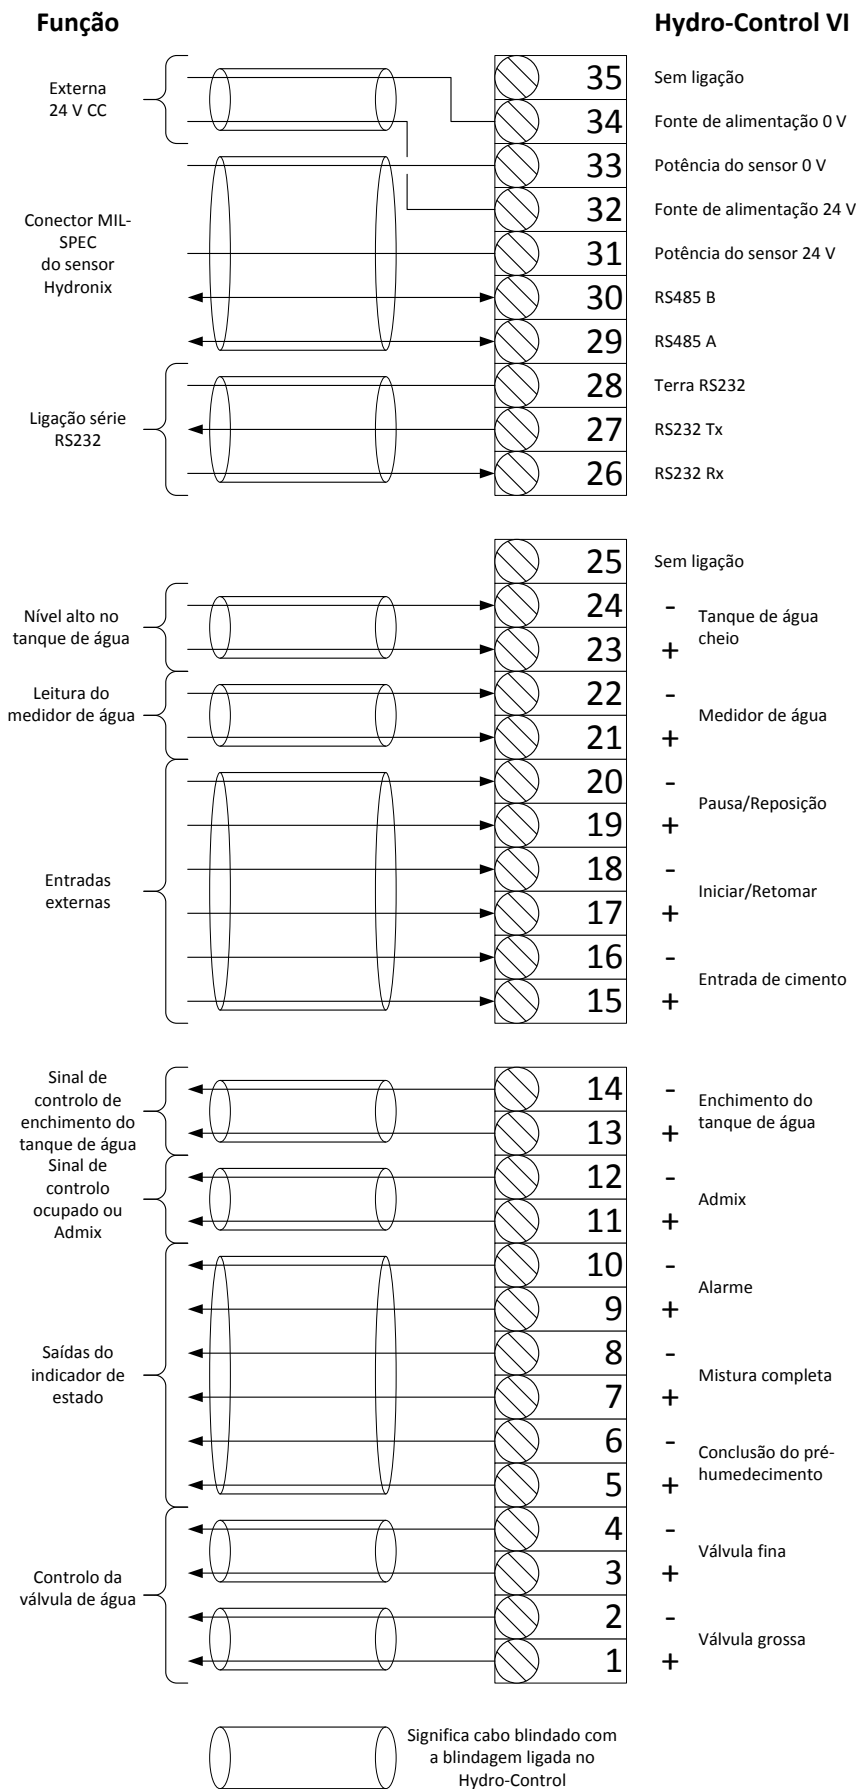 Função
Hydro-Control VI
Externa
24 V CC
35 Sem ligação
34 Fonte de alimentação 0 V
33 Potência do sensor 0 V
32 Fonte de alimentação 24 V
Conector MIL-
SPEC
do sensor
Hydronix
31 Potência do sensor 24 V
30 RS485 B
29 RS485 A
28 Terra RS232
Ligação série
RS232
27 RS232 Tx
26 RS232 Rx
25 Sem ligação
Nível alto no
tanque de água
24 -
23 +
Tanque de água
cheio
Leitura do
medidor de água
22 -
21 +
Medidor de água
Entradas
externas
20 -
19 +
Pausa/Reposição
18 -
17 +
Iniciar/Retomar
16 -
15 +
Entrada de cimento
Sinal de
controlo de
enchimento do
tanque de água
14 -
13 +
Enchimento do
tanque de água
Sinal de
controlo
ocupado ou
Admix
12 -
11 +
Admix
Saídas do
indicador de
estado
10 -
9 +
Alarme
8 -
7 +
Mistura completa
6 -
5 +
Conclusão do pré-
humedecimento
Controlo da
válvula de água
4 -
3 +
Válvula fina
2 -
1 +
Válvula grossa
Significa cabo blindado com
a blindagem ligada no
Hydro-Control